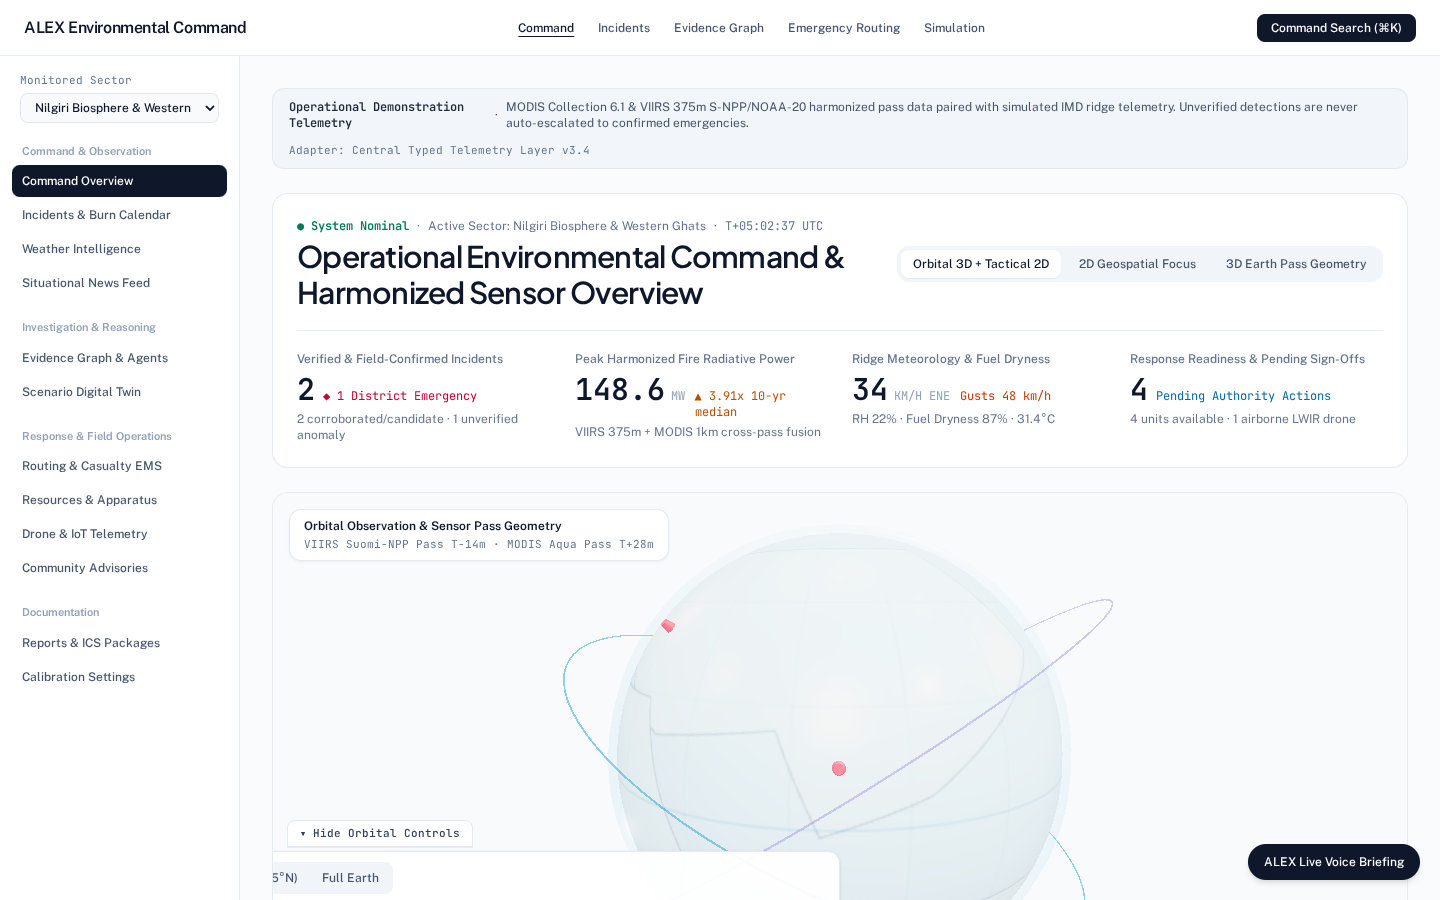 ALEX Environmental Command
Command
Incidents
Evidence Graph
Emergency Routing
Simulation
Command Search (⌘K)
Monitored Sector
Nilgiri Biosphere & Western
Command & Observation
Command Overview
Incidents & Burn Calendar
Weather Intelligence
Situational News Feed
Investigation & Reasoning
Evidence Graph & Agents
Scenario Digital Twin
Response & Field Operations
Routing & Casualty EMS
Resources & Apparatus
Drone & IoT Telemetry
Community Advisories
Documentation
Reports & ICS Packages
Calibration Settings
Operational Demonstration
Telemetry
·
MODIS Collection 6.1 & VIIRS 375m S-NPP/NOAA-20 harmonized pass data paired with simulated IMD ridge telemetry. Unverified detections are never
auto-escalated to confirmed emergencies.
Adapter: Central Typed Telemetry Layer v3.4
● System Nominal · Active Sector: Nilgiri Biosphere & Western Ghats · T+05:02:37 UTC
Operational Environmental Command &
Harmonized Sensor Overview
Orbital 3D + Tactical 2D
2D Geospatial Focus
3D Earth Pass Geometry
Verified & Field-Confirmed Incidents
2 ◆ 1 District Emergency
2 corroborated/candidate · 1 unverified
anomaly
Peak Harmonized Fire Radiative Power
148.6 MW ▲ 3.91x 10-yr
median
VIIRS 375m + MODIS 1km cross-pass fusion
Ridge Meteorology & Fuel Dryness
34 KM/H ENE Gusts 48 km/h
RH 22% · Fuel Dryness 87% · 31.4°C
Response Readiness & Pending Sign-Offs
4 Pending Authority Actions
4 units available · 1 airborne LWIR drone
Orbital Observation & Sensor Pass Geometry
VIIRS Suomi-NPP Pass T-14m · MODIS Aqua Pass T+28m
▾ Hide Orbital Controls
5°N)
Full Earth
ALEX Live Voice Briefing